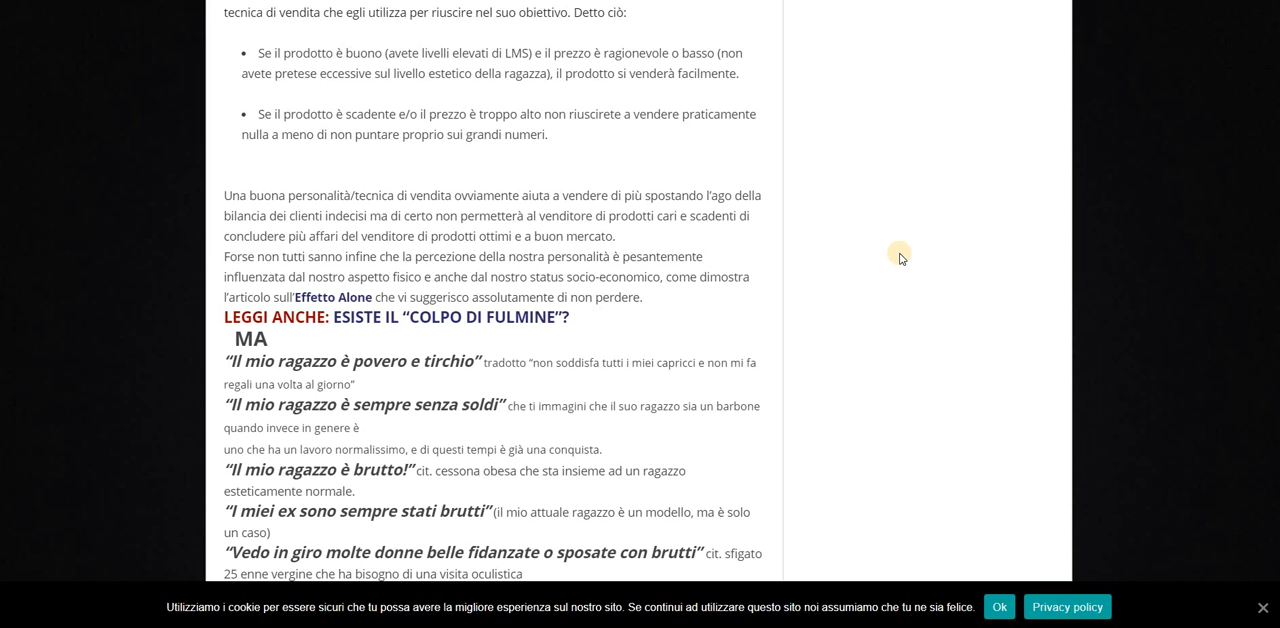 tecnica di vendita che egli utilizza per riuscire nel suo obiettivo. Detto ciò:
• Se il prodotto è buono (avete livelli elevati di LMS) e il prezzo è ragionevole o basso (non
avete pretese eccessive sul livello estetico della ragazza), il prodotto si venderà facilmente.
• Se il prodotto è scadente e/o il prezzo è troppo alto non riuscirete a vendere praticamente
nulla a meno di non puntare proprio sui grandi numeri.
Una buona personalità/tecnica di vendita ovviamente aiuta a vendere di più spostando l’ago della
bilancia dei clienti indecisi ma di certo non permetterà al venditore di prodotti cari e scadenti di
concludere più affari del venditore di prodotti ottimi e a buon mercato.
Forse non tutti sanno infine che la percezione della nostra personalità è pesantemente
influenzata dal nostro aspetto fisico e anche dal nostro status socio-economico, come dimostra
l’articolo sull’Effetto Alone che vi suggerisco assolutamente di non perdere.
LEGGI ANCHE: ESISTE IL “COLPO DI FULMINE”?
MA
“Il mio ragazzo è povero e tirchio” tradotto “non soddisfa tutti i miei capricci e non mi fa
regali una volta al giorno”
“Il mio ragazzo è sempre senza soldi” che ti immagini che il suo ragazzo sia un barbone
quando invece in genere è
uno che ha un lavoro normalissimo, e di questi tempi è già una conquista.
“Il mio ragazzo è brutto!” cit. cessona obesa che sta insieme ad un ragazzo
esteticamente normale.
“I miei ex sono sempre stati brutti” (il mio attuale ragazzo è un modello, ma è solo
un caso)
“Vedo in giro molte donne belle fidanzate o sposate con brutti” cit. sfigato
25 enne vergine che ha bisogno di una visita oculistica
Utilizziamo i cookie per essere sicuri che tu possa avere la migliore esperienza sul nostro sito. Se continui ad utilizzare questo sito noi assumiamo che tu ne sia felice. Ok Privacy policy